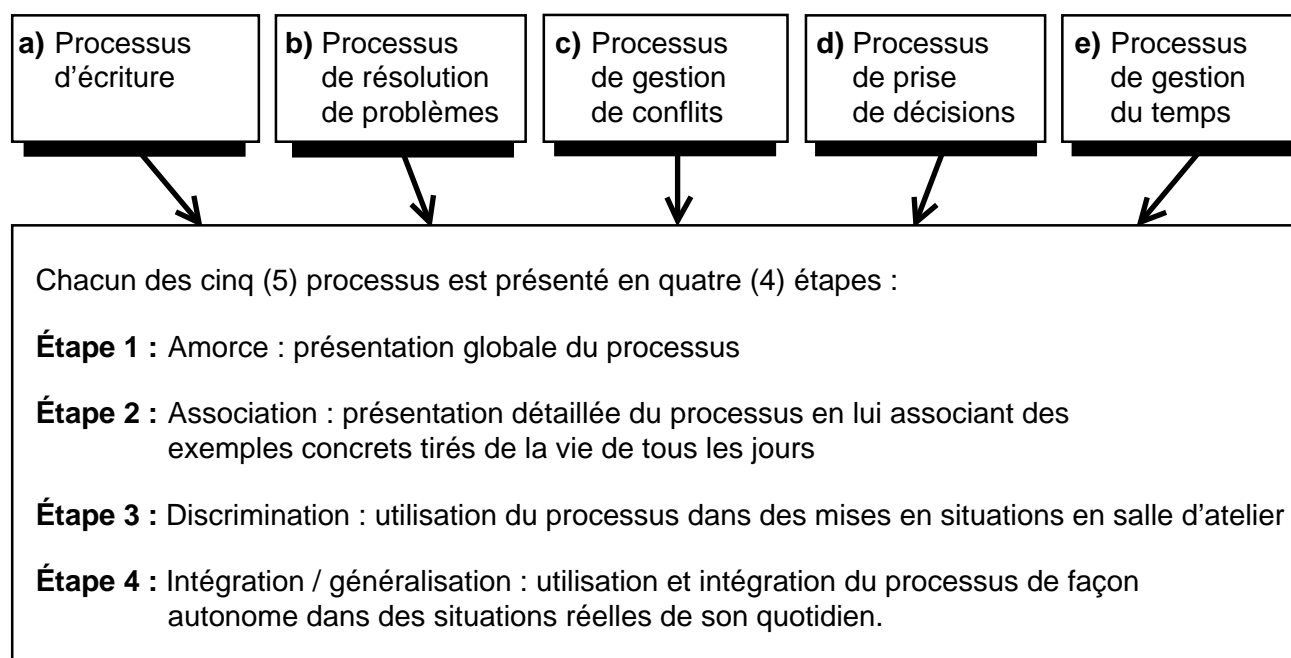 a) Processus
d’écriture
b) Processus
de résolution
de problèmes
c) Processus
de gestion
de conflits
d) Processus
de prise
de décisions
e) Processus
de gestion
du temps
Chacun des cinq (5) processus est présenté en quatre (4) étapes :
Étape 1 : Amorce : présentation globale du processus
Étape 2 : Association : présentation détaillée du processus en lui associant des
exemples concrets tirés de la vie de tous les jours
Étape 3 : Discrimination : utilisation du processus dans des mises en situations en salle d’atelier
Étape 4 : Intégration / généralisation : utilisation et intégration du processus de façon
autonome dans des situations réelles de son quotidien.